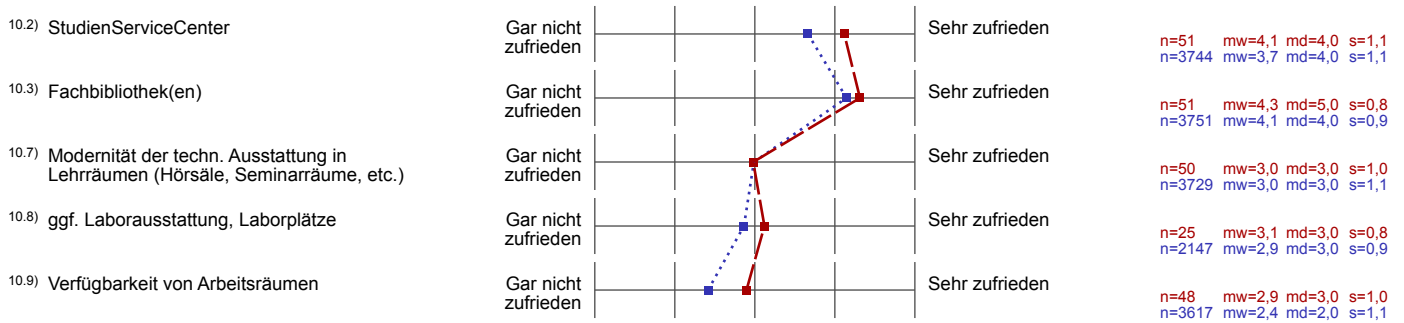 10.2) StudienServiceCenter
Gar nicht
zufrieden
Sehr zufrieden
n=51 mw=4,1 md=4,0 s=1,1
n=3744 mw=3,7 md=4,0 s=1,1
10.3) Fachbibliothek(en)
Gar nicht
zufrieden
Sehr zufrieden
n=51 mw=4,3 md=5,0 s=0,8
n=3751 mw=4,1 md=4,0 s=0,9
10.7) Modernität der techn. Ausstattung in
Lehrräumen (Hörsäle, Seminarräume, etc.)
Gar nicht
zufrieden
Sehr zufrieden
n=50 mw=3,0 md=3,0 s=1,0
n=3729 mw=3,0 md=3,0 s=1,1
10.8) ggf. Laborausstattung, Laborplätze
Gar nicht
zufrieden
Sehr zufrieden
n=25 mw=3,1 md=3,0 s=0,8
n=2147 mw=2,9 md=3,0 s=0,9
10.9) Verfügbarkeit von Arbeitsräumen
Gar nicht
zufrieden
Sehr zufrieden
n=48 mw=2,9 md=3,0 s=1,0
n=3617 mw=2,4 md=2,0 s=1,1